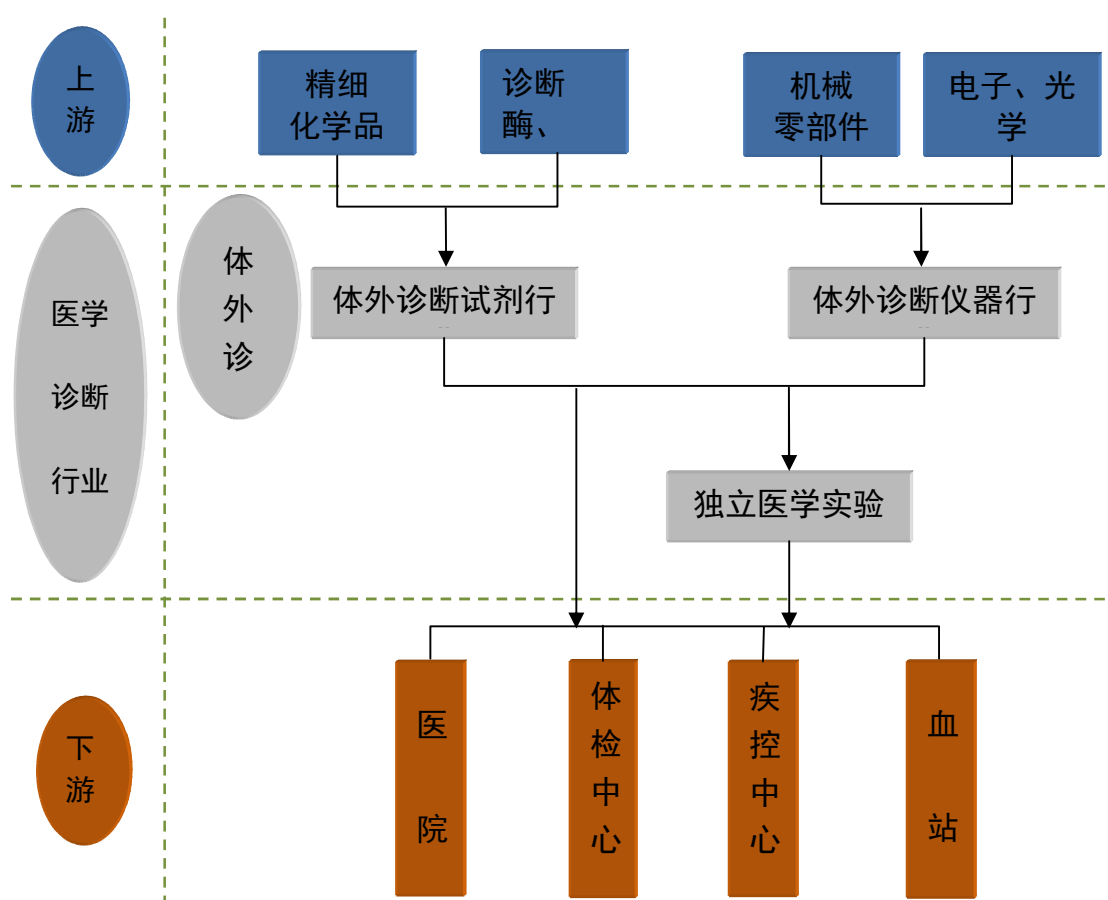 上
游
精细
化学品
诊断
酶、
机械
零部件
电子、光
学
医学
诊断
行业
体
外
诊
体外诊断试剂行
体外诊断仪器行
独立医学实验
下
游
医
院
体
检
中
心
疾
控
中
心
血
站